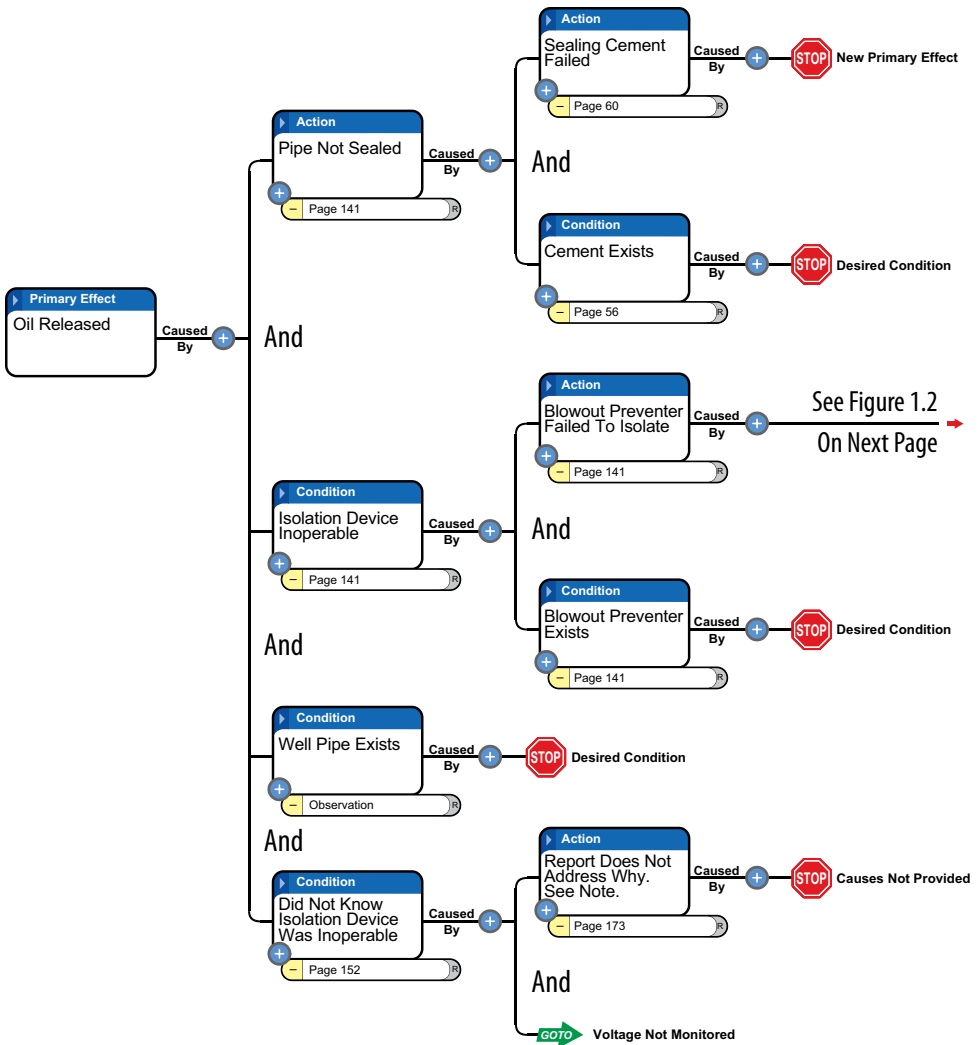 Action
Sealing Cement
Failed
Caused
By
STOP
New Primary Effect
Page 60
R
Action
Pipe Not Sealed
Caused
By
And
Page 141
R
Condition
Cement Exists
Caused
By
STOP
Desired Condition
Page 56
R
Primary Effect
Oil Released
Caused
By
And
Action
Blowout Preventer
Failed To Isolate
Caused
By
See Figure 1.2
On Next Page
Page 141
R
Condition
Isolation Device
Inoperable
Caused
By
And
Page 141
R
Condition
Blowout Preventer
Exists
Caused
By
STOP
Desired Condition
Page 141
R
And
Condition
Well Pipe Exists
Caused
By
STOP
Desired Condition
Observation
R
And
Action
Report Does Not
Address Why.
See Note.
Caused
By
STOP
Causes Not Provided
Page 173
R
Condition
Did Not Know
Isolation Device
Was Inoperable
Caused
By
Page 152
R
And
GOTO
Voltage Not Monitored